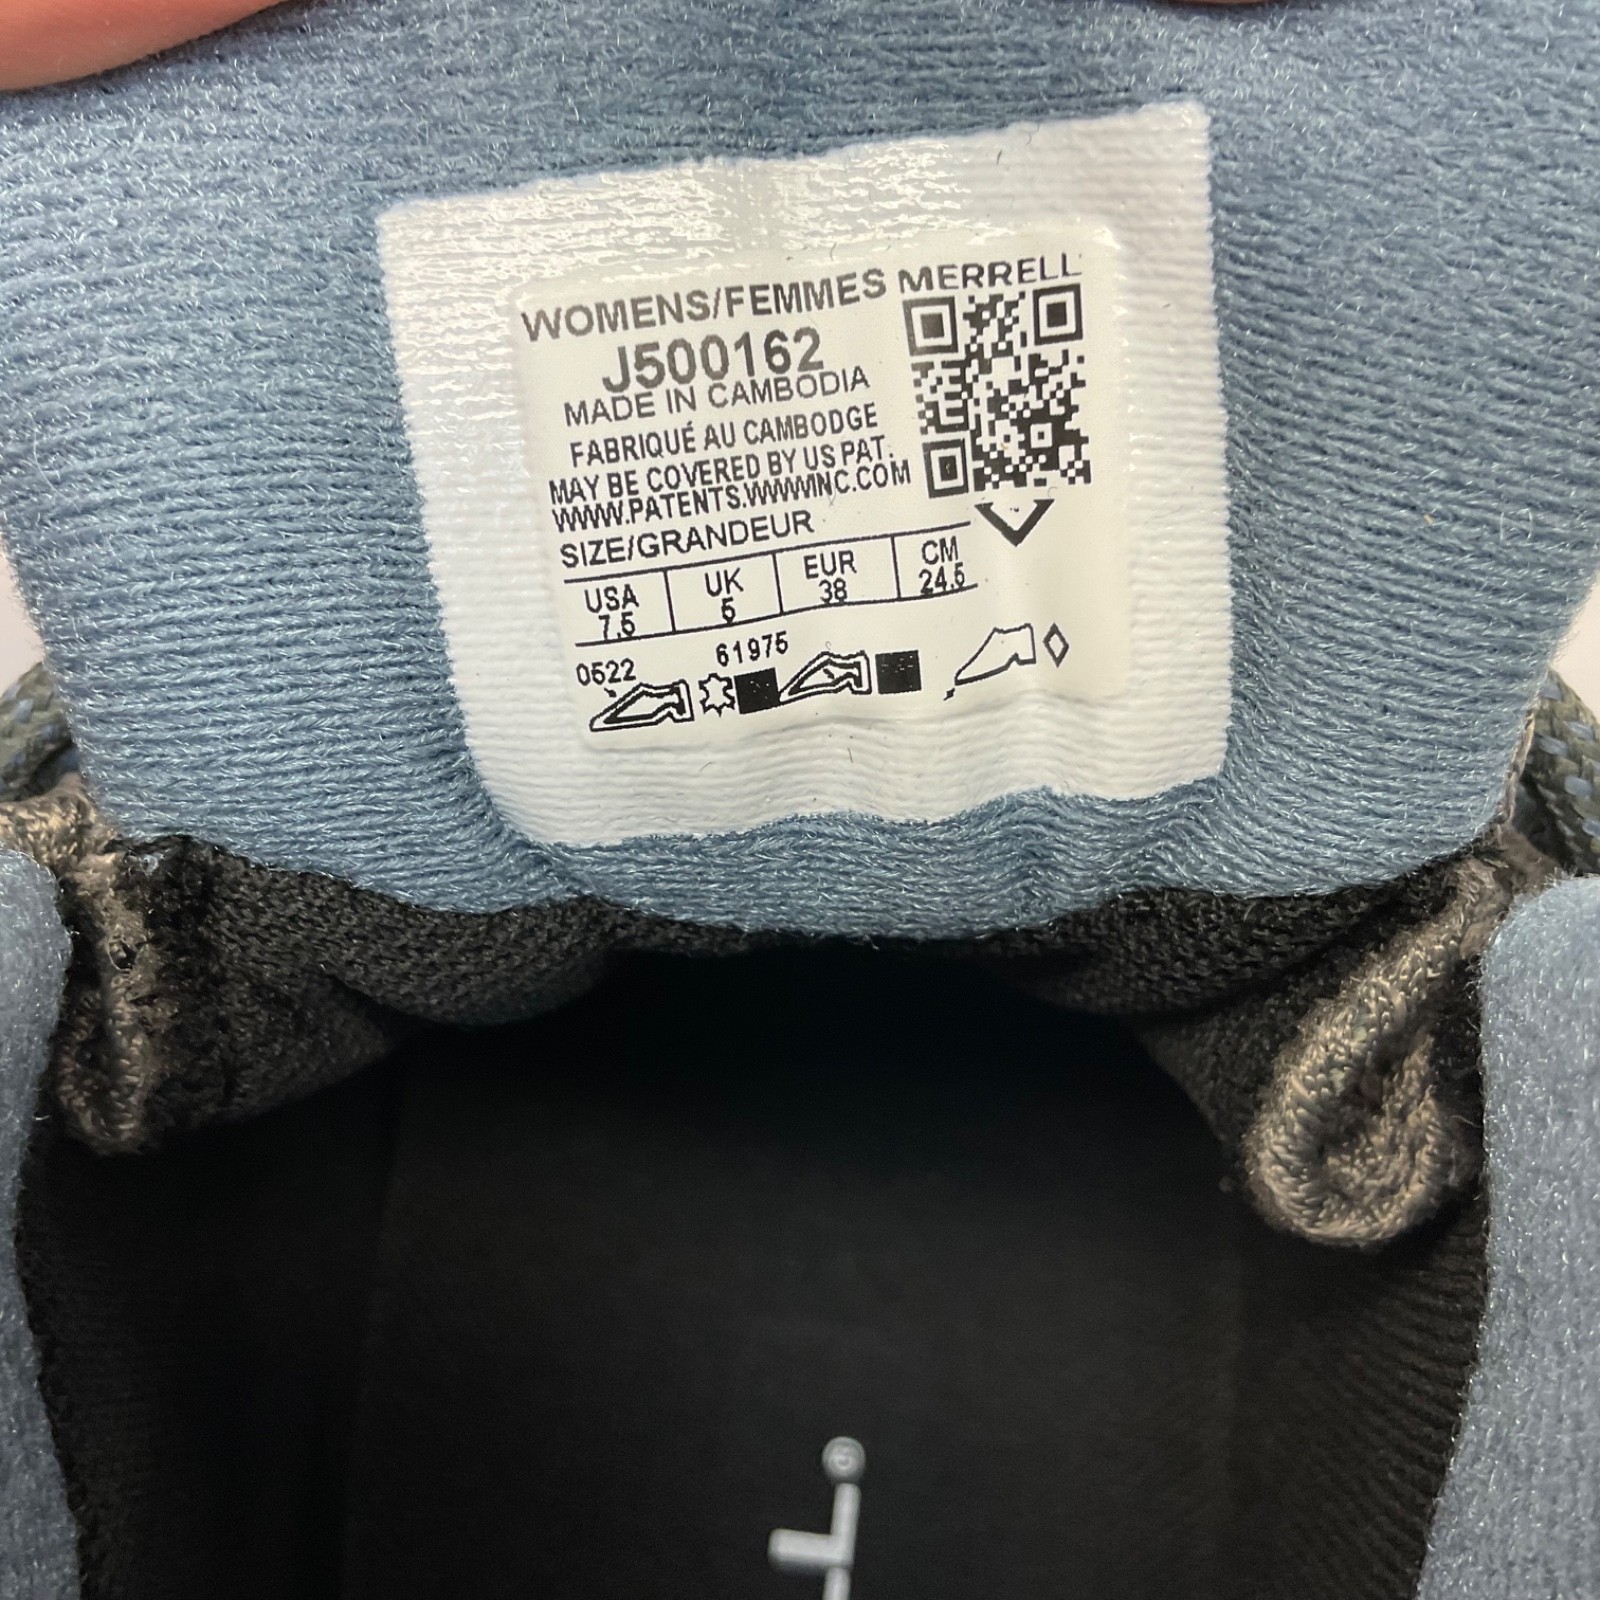 WOMENS/FEMMES MERRELL
J500162
MADE IN CAMBODIA
FABRIQUÉ AU CAMBODGE
MAY BE COVERED BY US PAT.
WWW.PATENTS.WWWINC.COM
SIZE/GRANDEUR
USA UK EUR CM
7.5 5 38 24.5
0522 61975
L